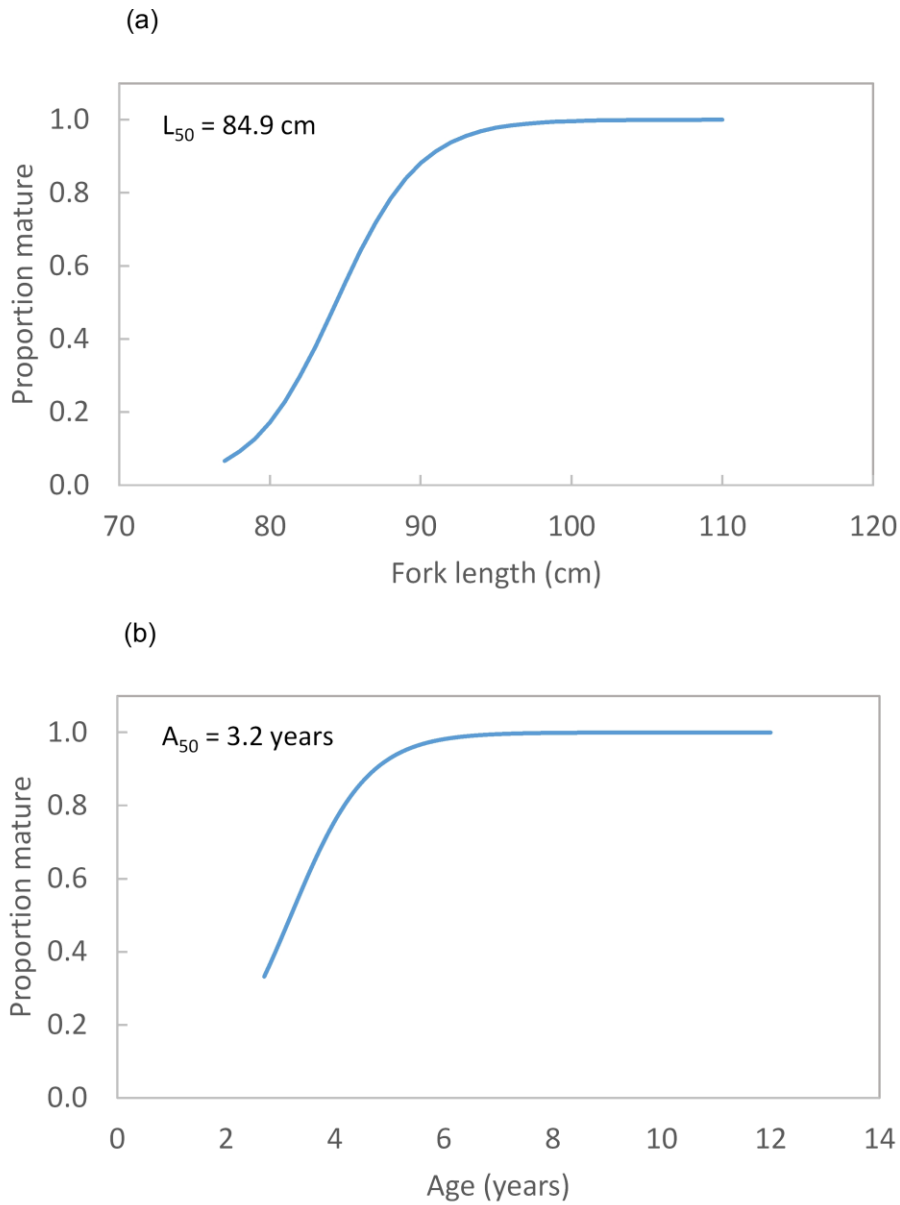 (a)
L₅₀ = 84.9 cm
Proportion mature
1.0
0.8
0.6
0.4
0.2
0.0
70 80 90 100 110 120
Fork length (cm)
(b)
A₅₀ = 3.2 years
Proportion mature
1.0
0.8
0.6
0.4
0.2
0.0
0 2 4 6 8 10 12 14
Age (years)